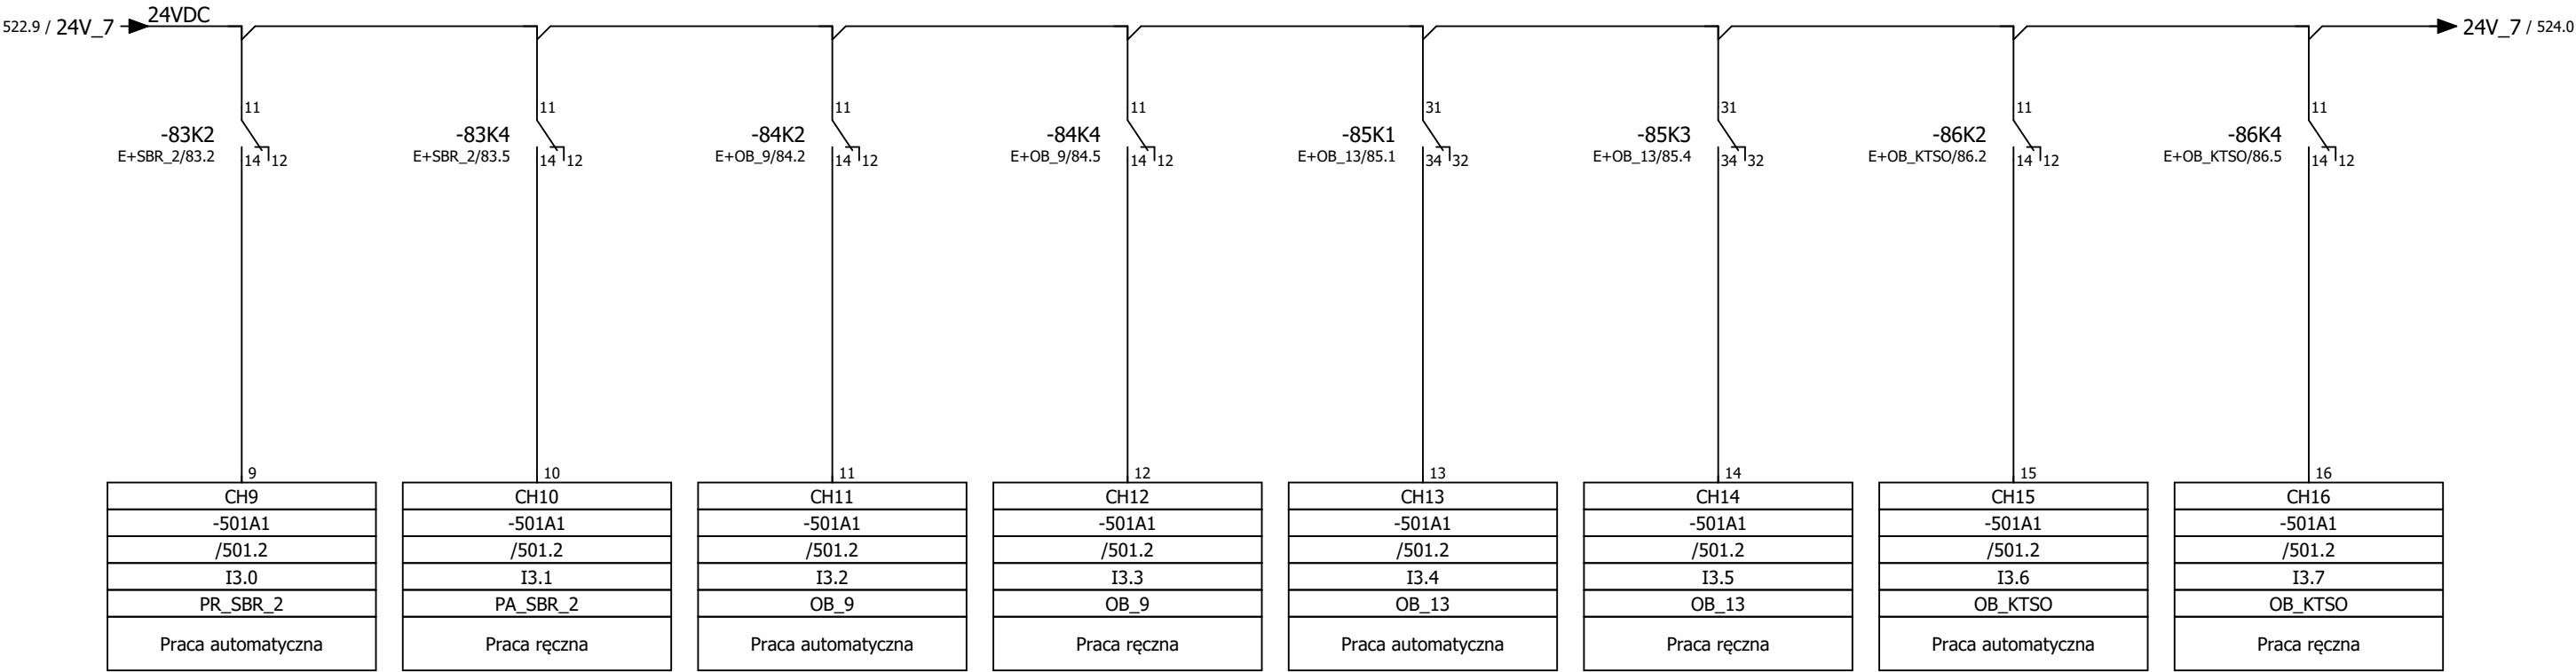 24VDC
522.9 / 24V_7
24V_7 / 524.0
11 11 11 11 31 31 11 11
-83K2 -83K4 -84K2 -84K4 -85K1 -85K3 -86K2 -86K4
E+SBR_2/83.2 E+SBR_2/83.5 E+OB_9/84.2 E+OB_9/84.5 E+OB_13/85.1 E+OB_13/85.4 E+OB_KTSO/86.2 E+OB_KTSO/86.5
14 12 14 12 14 12 14 12 34 32 34 32 14 12 14 12
9 10 11 12 13 14 15 16
CH9 CH10 CH11 CH12 CH13 CH14 CH15 CH16
-501A1 -501A1 -501A1 -501A1 -501A1 -501A1 -501A1 -501A1
/501.2 /501.2 /501.2 /501.2 /501.2 /501.2 /501.2 /501.2
I3.0 I3.1 I3.2 I3.3 I3.4 I3.5 I3.6 I3.7
PR_SBR_2 PA_SBR_2 OB_9 OB_9 OB_13 OB_13 OB_KTSO OB_KTSO
Praca automatyczna Praca ręczna Praca automatyczna Praca ręczna Praca automatyczna Praca ręczna Praca automatyczna Praca ręczna